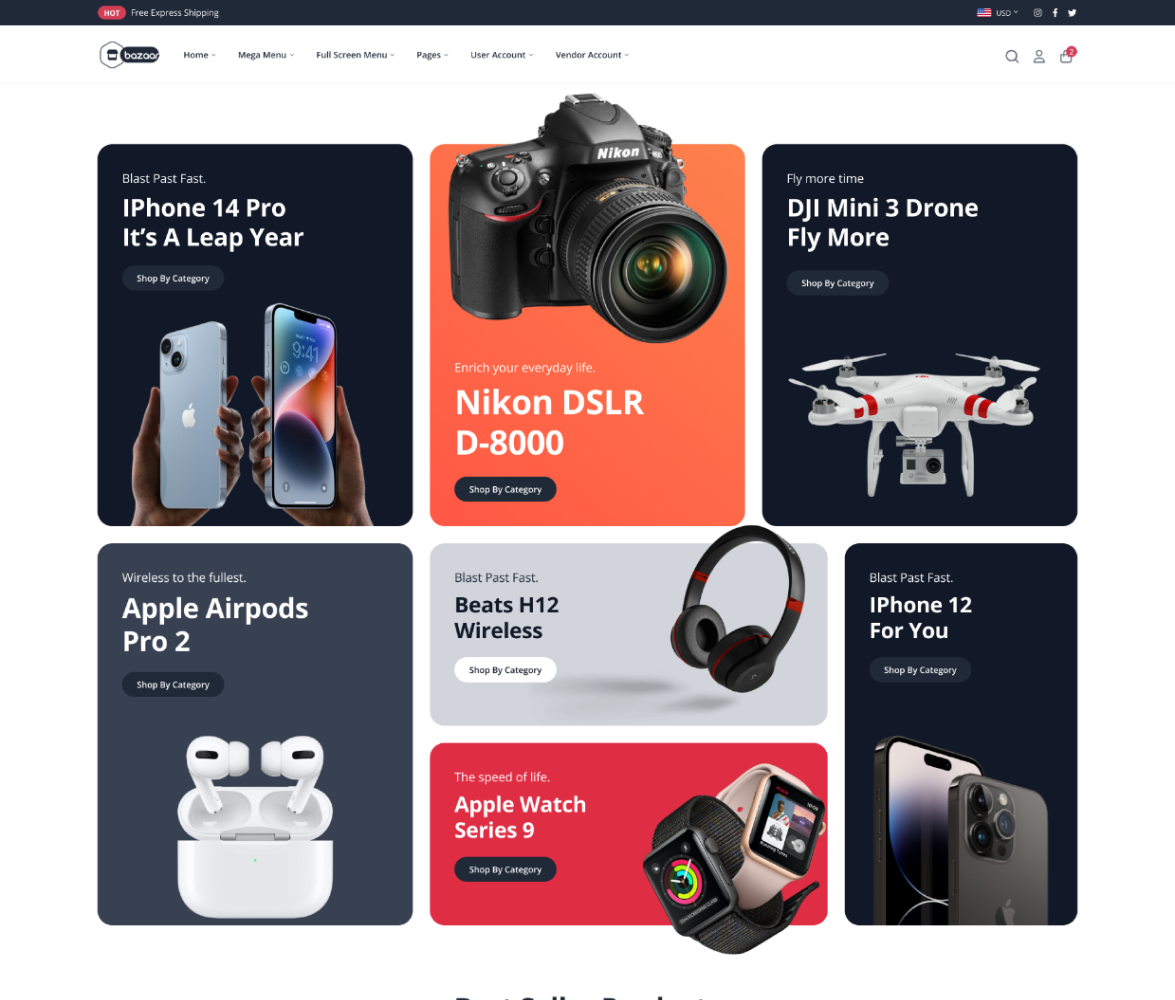 HOT Free Express Shipping
USD
bazaar
Home
Mega Menu
Full Screen Menu
Pages
User Account
Vendor Account
2
Blast Past Fast.
IPhone 14 Pro
It’s A Leap Year
Shop By Category
9:41
Nikon
Enrich your everyday life.
Nikon DSLR
D-8000
Shop By Category
Fly more time
DJI Mini 3 Drone
Fly More
Shop By Category
Wireless to the fullest.
Apple Airpods
Pro 2
Shop By Category
Blast Past Fast.
Beats H12
Wireless
Shop By Category
Blast Past Fast.
IPhone 12
For You
Shop By Category
The speed of life.
Apple Watch
Series 9
Shop By Category
10:09